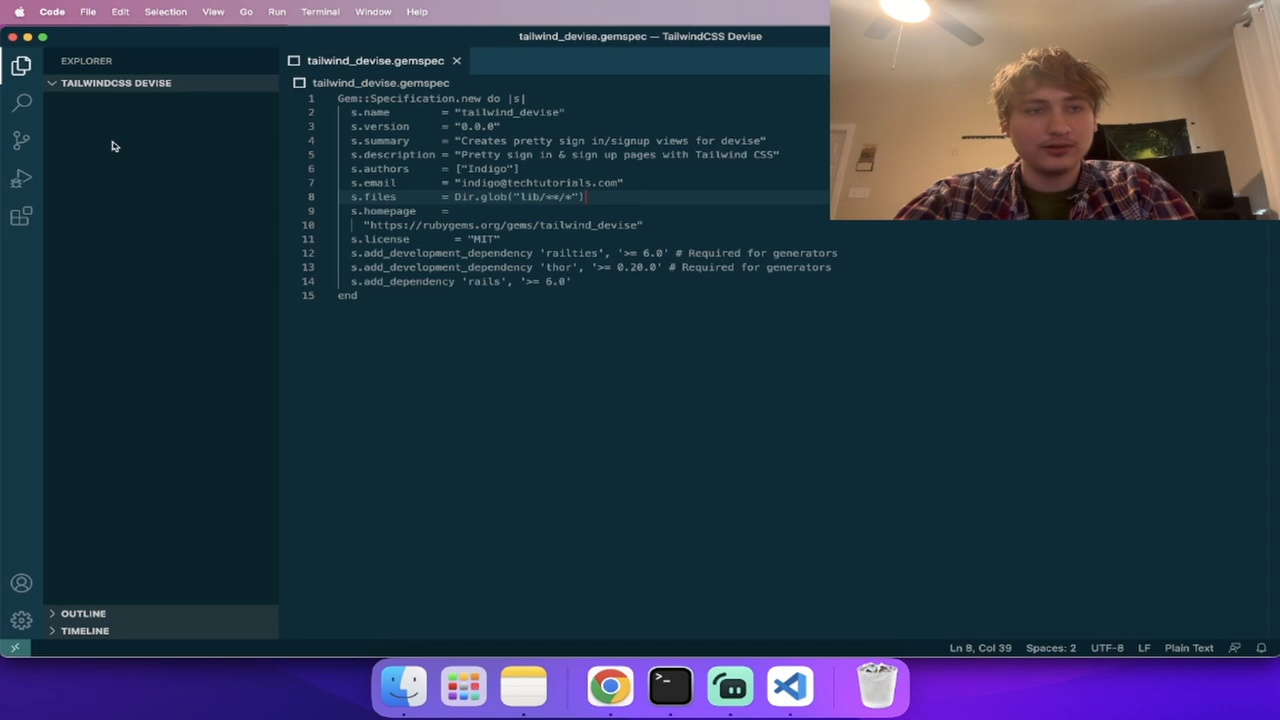 Code File Edit Selection View Go Run Terminal Window Help
tailwind_devise.gemspec — TailwindCSS Devise
EXPLORER
TAILWINDCSS DEVISE
tailwind_devise.gemspec
tailwind_devise.gemspec
1 Gem::Specification.new do |s|
2 s.name = "tailwind_devise"
3 s.version = "0.0.0"
4 s.summary = "Creates pretty sign in/signup views for devise"
5 s.description = "Pretty sign in & sign up pages with Tailwind CSS"
6 s.authors = ["Indigo"]
7 s.email = "indigo@techtutorials.com"
8 s.files = Dir.glob("lib/**/*")
9 s.homepage =
10 "https://rubygems.org/gems/tailwind_devise"
11 s.license = "MIT"
12 s.add_development_dependency 'railties', '>= 6.0' # Required for generators
13 s.add_development_dependency 'thor', '>= 0.20.0' # Required for generators
14 s.add_dependency 'rails', '>= 6.0'
15 end
OUTLINE
TIMELINE
Ln 8, Col 39 Spaces: 2 UTF-8 LF Plain Text